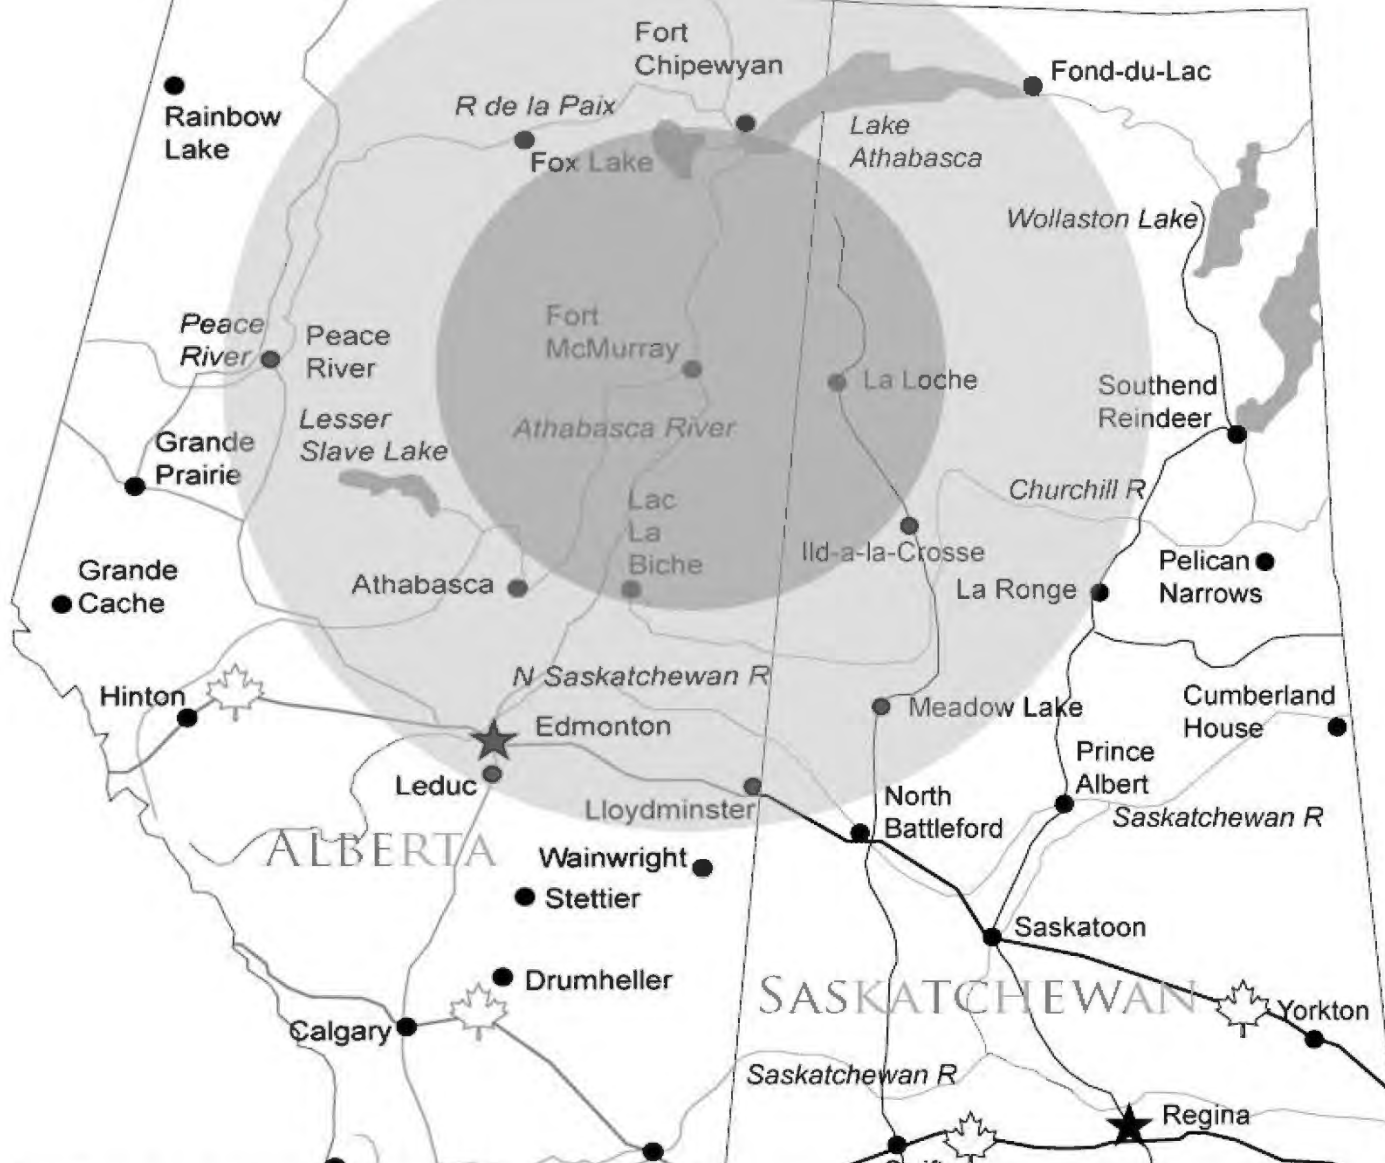 Fort
Chipewyan
Fond-du-Lac
Rainbow
Lake
R de la Paix
Lake
Athabasca
Fox Lake
Wollaston Lake
Peace
River
Peace
River
Fort
McMurray
La Loche
Southend
Reindeer
Lesser
Slave Lake
Athabasca River
Grande
Prairie
Churchill R
Lac
La
Biche
Ild-a-la-Crosse
Grande
Cache
Athabasca
La Ronge
Pelican
Narrows
N Saskatchewan R
Hinton
Edmonton
Meadow Lake
Cumberland
House
Leduc
Prince
Albert
Lloydminster
North
Battleford
Saskatchewan R
ALBERTA
Wainwright
Stettier
Saskatoon
Drumheller
SASKATCHEWAN
Yorkton
Calgary
Saskatchewan R
Regina